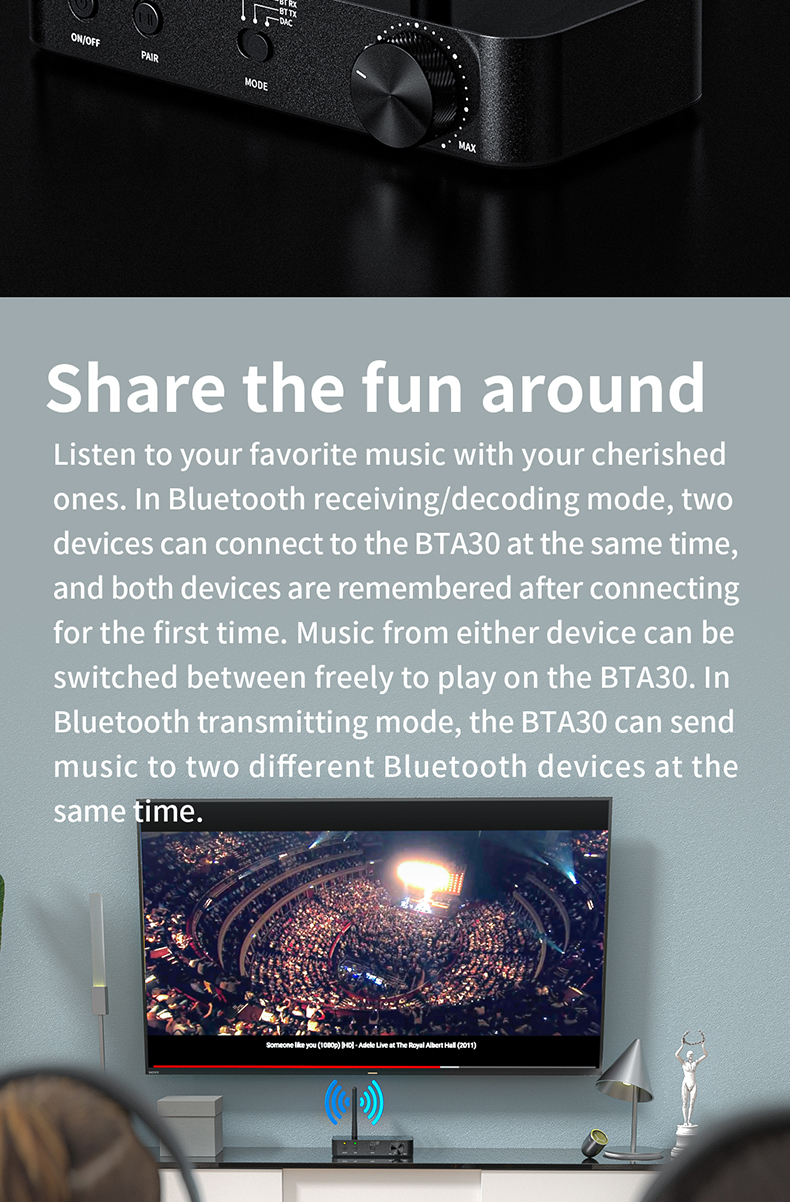 BT RX
BT TX
DAC
ON/OFF
PAIR
MODE
MAX
Share the fun around
Listen to your favorite music with your cherished
ones. In Bluetooth receiving/decoding mode, two
devices can connect to the BTA30 at the same time,
and both devices are remembered after connecting
for the first time. Music from either device can be
switched between freely to play on the BTA30. In
Bluetooth transmitting mode, the BTA30 can send
music to two different Bluetooth devices at the
same time.
Someone like you (1080p) [HD] - Adele Live at The Royal Albert Hall (2011)